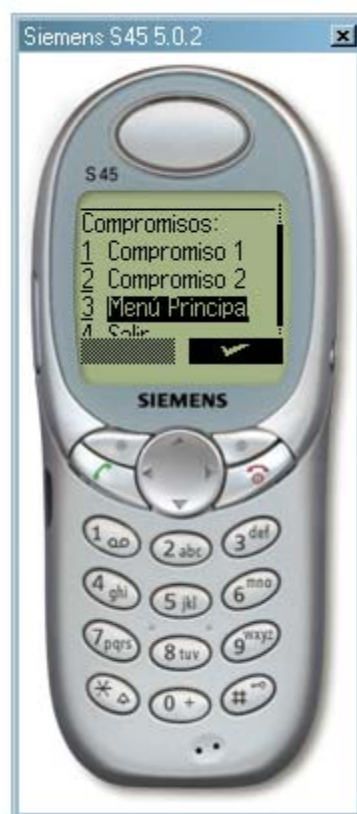 Siemens S45 5.0.2
S45
Compromisos:
1 Compromiso 1
2 Compromiso 2
3 Menú Principal
4 Salir
SIEMENS
1
2 abc
3 def
4 ghi
5 jkl
6 mno
7 pqrs
8 tuv
9 wxyz
*
0 +
#